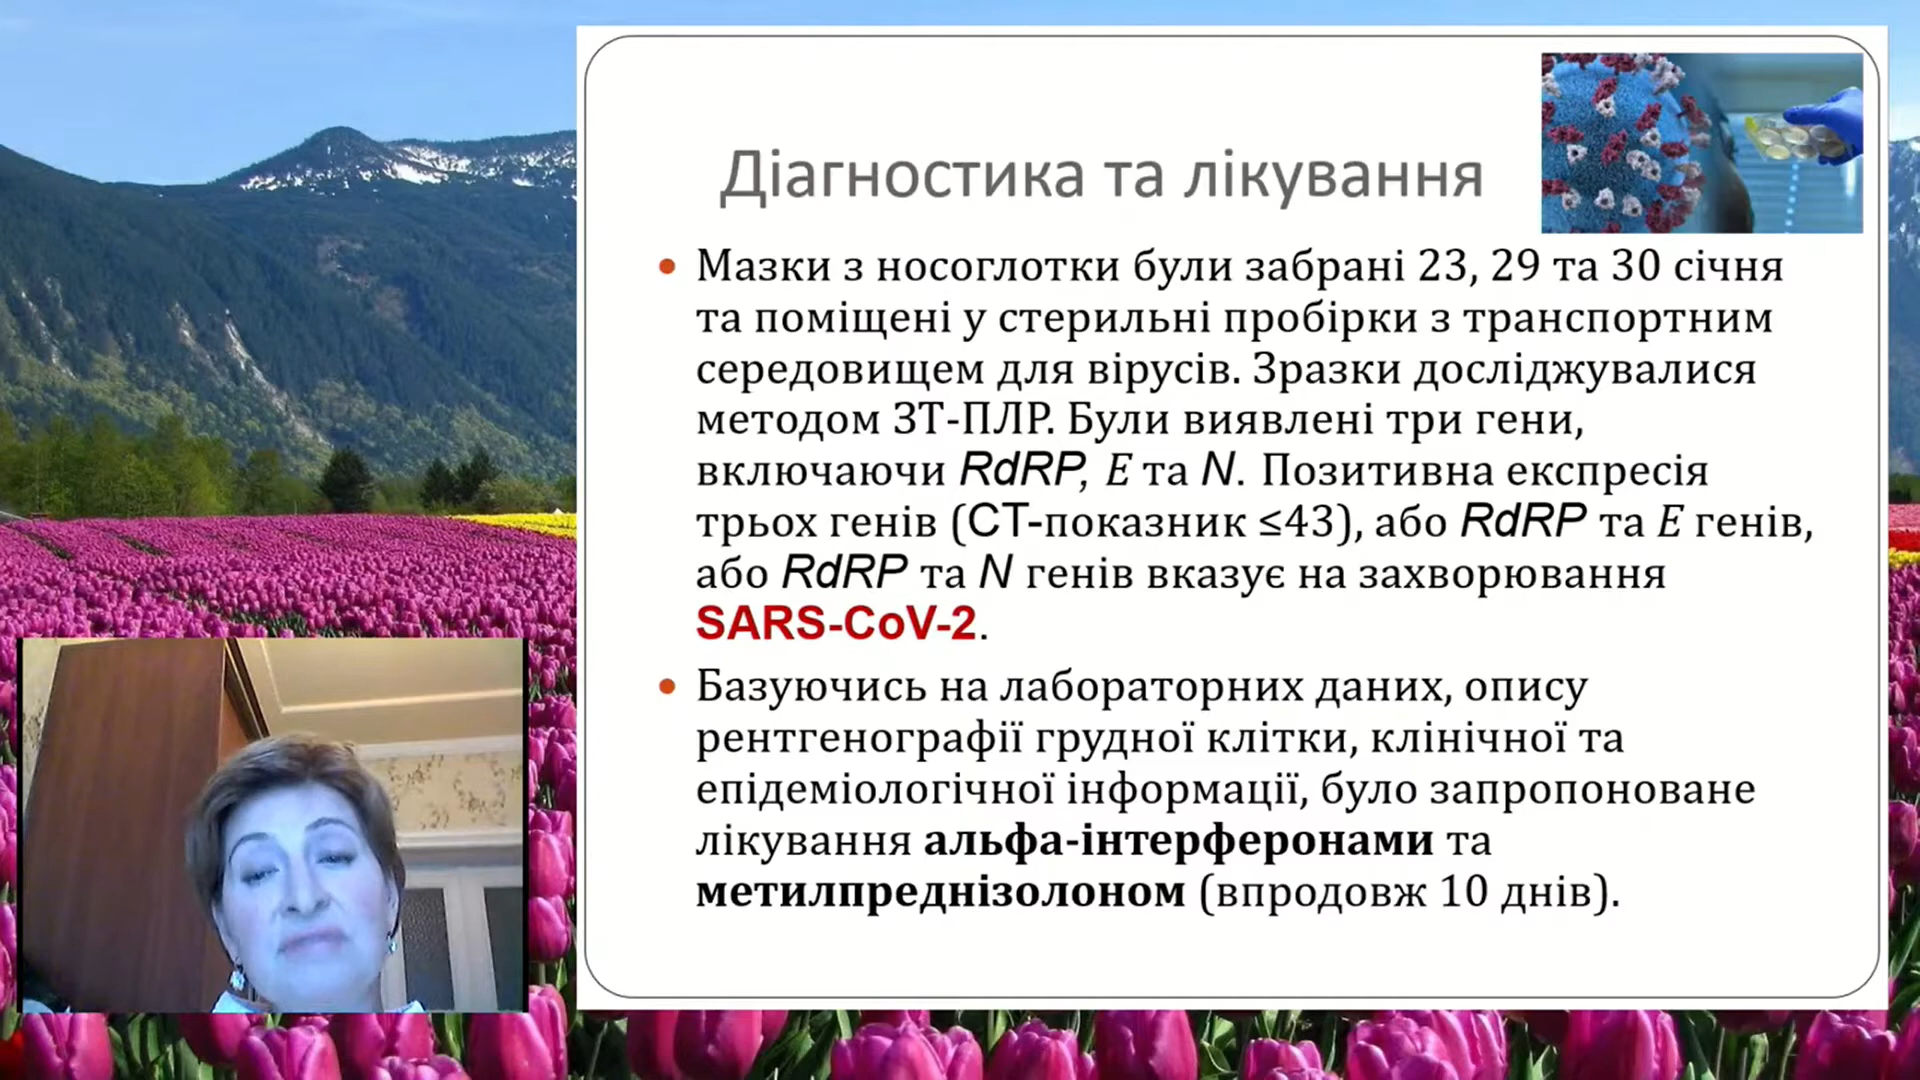 Діагностика та лікування
Мазки з носоглотки були забрані 23, 29 та 30 січня
та поміщені у стерильні пробірки з транспортним
середовищем для вірусів. Зразки досліджувалися
методом ЗТ-ПЛР. Були виявлені три гени,
включаючи RdRP, E та N. Позитивна експресія
трьох генів (СТ-показник ≤43), або RdRP та E генів,
або RdRP та N генів вказує на захворювання
SARS-CoV-2.
Базуючись на лабораторних даних, опису
рентгенографії грудної клітки, клінічної та
епідеміологічної інформації, було запропоноване
лікування альфа-інтерферонами та
метилпреднізолоном (впродовж 10 днів).